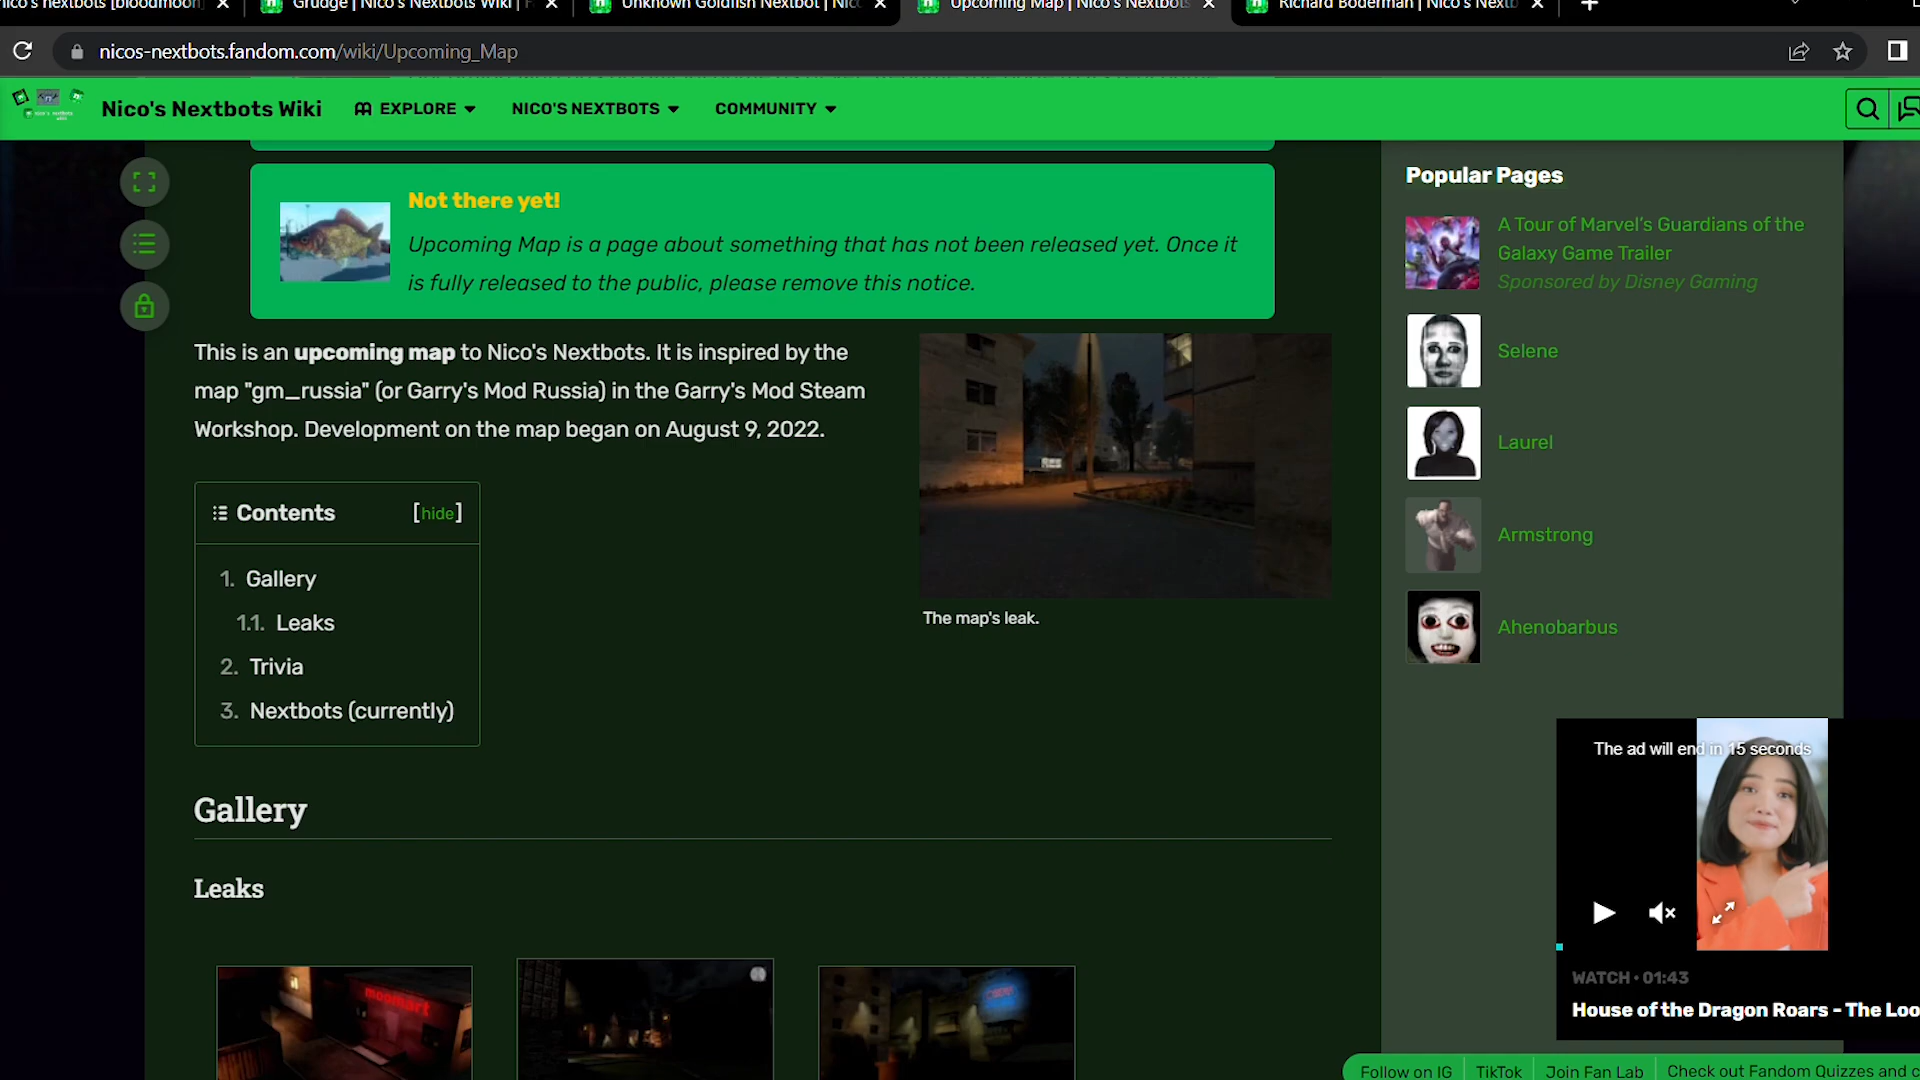 nico's nextbots [bloodmoon]
Grudge | Nico's Nextbots Wiki | F
Unknown Goldfish Nextbot | Nico
Upcoming Map | Nico's Nextbots
Richard Boderman | Nico's Nextb
nicos-nextbots.fandom.com/wiki/Upcoming_Map
Nico's Nextbots Wiki
EXPLORE
NICO'S NEXTBOTS
COMMUNITY
Not there yet!
Upcoming Map is a page about something that has not been released yet. Once it
is fully released to the public, please remove this notice.
This is an upcoming map to Nico's Nextbots. It is inspired by the
map "gm_russia" (or Garry's Mod Russia) in the Garry's Mod Steam
Workshop. Development on the map began on August 9, 2022.
The map's leak.
Contents [hide]
1. Gallery
1.1. Leaks
2. Trivia
3. Nextbots (currently)
Gallery
Leaks
moomart
Popular Pages
A Tour of Marvel's Guardians of the
Galaxy Game Trailer
Sponsored by Disney Gaming
Selene
Laurel
Armstrong
Ahenobarbus
The ad will end in 15 seconds
WATCH • 01:43
House of the Dragon Roars - The Loo
Follow on IG
TikTok
Join Fan Lab
Check out Fandom Quizzes and c